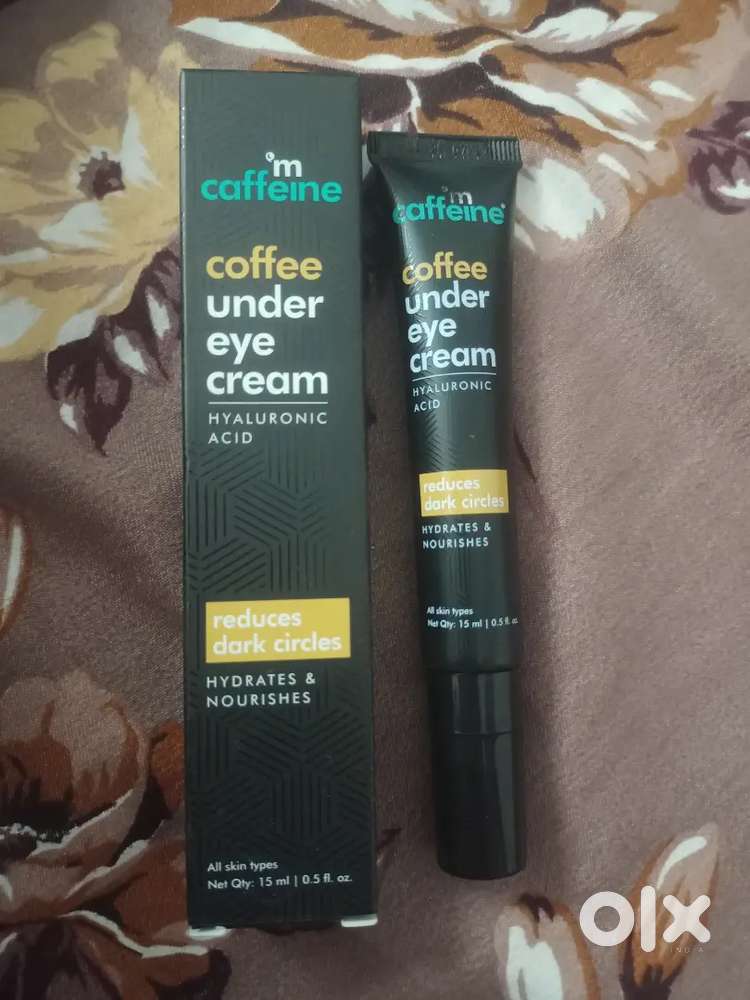 'm
caffeine
coffee
under
eye
cream
HYALURONIC
ACID
reduces
dark circles
HYDRATES &
NOURISHES
All skin types
Net Qty: 15 ml | 0.5 fl. oz.
'm
caffeine®
coffee
under
eye
cream
HYALURONIC
ACID
reduces
dark circles
HYDRATES &
NOURISHES
All skin types
Net Qty: 15 ml | 0.5 fl. oz.
olx
INDIA